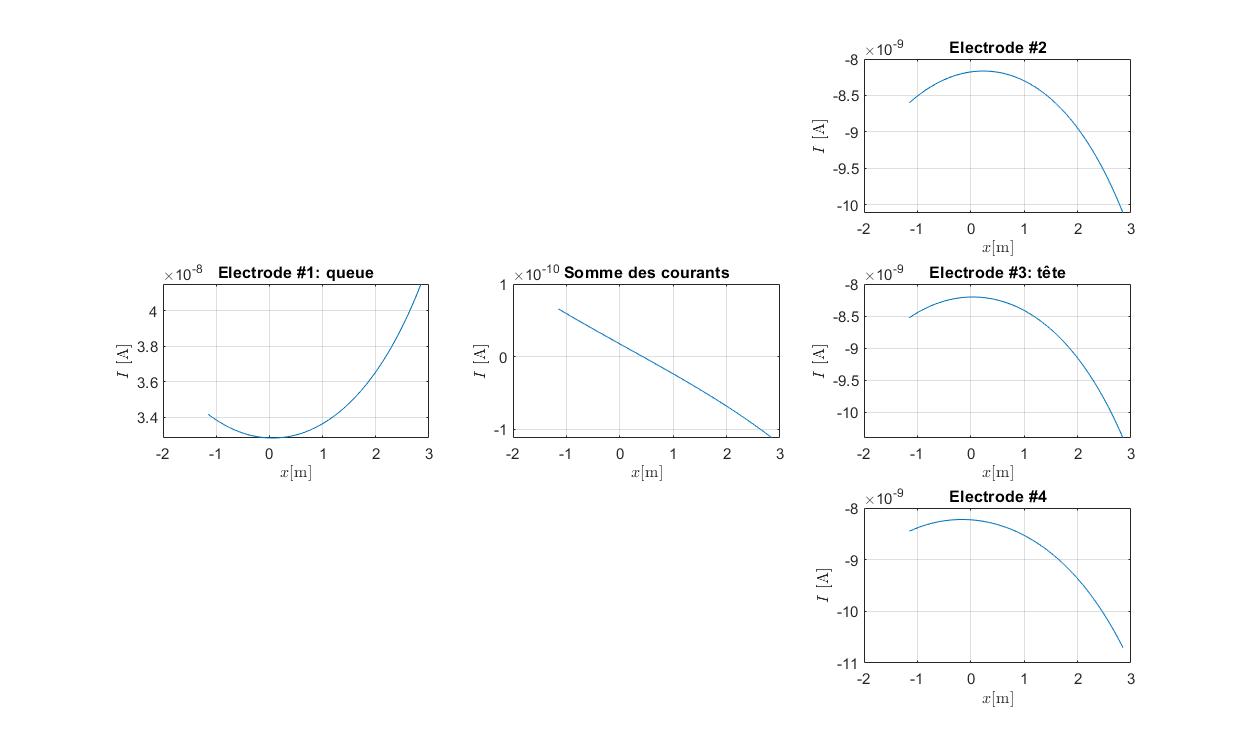 ×10-9 Electrode #2
-8
-8.5
-9
-9.5
-10
I [A]
-2 -1 0 1 2 3
x[m]
×10-8 Electrode #1: queue
4
3.8
3.6
3.4
I [A]
-2 -1 0 1 2 3
x[m]
×10-10 Somme des courants
1
0
-1
I [A]
-2 -1 0 1 2 3
x[m]
×10-9 Electrode #3: tête
-8
-8.5
-9
-9.5
-10
I [A]
-2 -1 0 1 2 3
x[m]
×10-9 Electrode #4
-8
-9
-10
-11
I [A]
-2 -1 0 1 2 3
x[m]